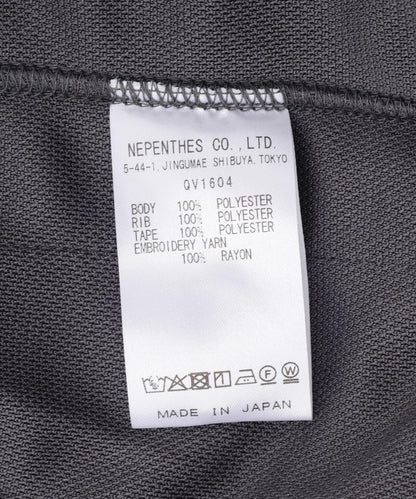 NEPENTHES CO., LTD.
5-44-1, JINGUMAE SHIBUYA, TOKYO
QV1604
BODY 100% POLYESTER
RIB 100% POLYESTER
TAPE 100% POLYESTER
EMBROIDERY YARN
100% RAYON
F W
MADE IN JAPAN